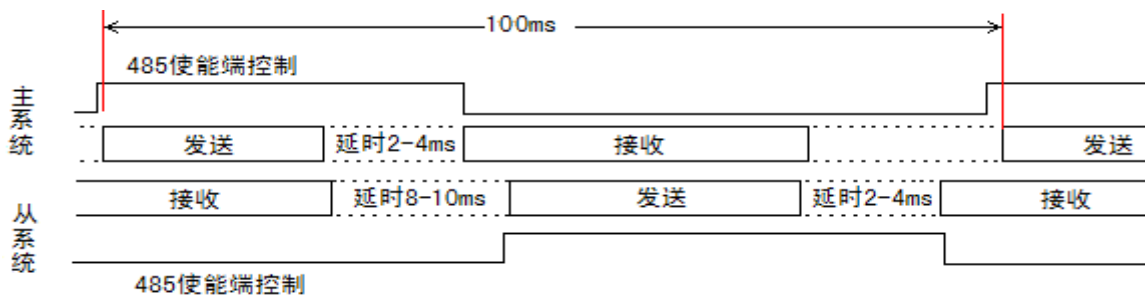 100ms
485使能端控制
主系统
发送 延时2-4ms 接收 发送
从系统
接收 延时8-10ms 发送 延时2-4ms 接收
485使能端控制